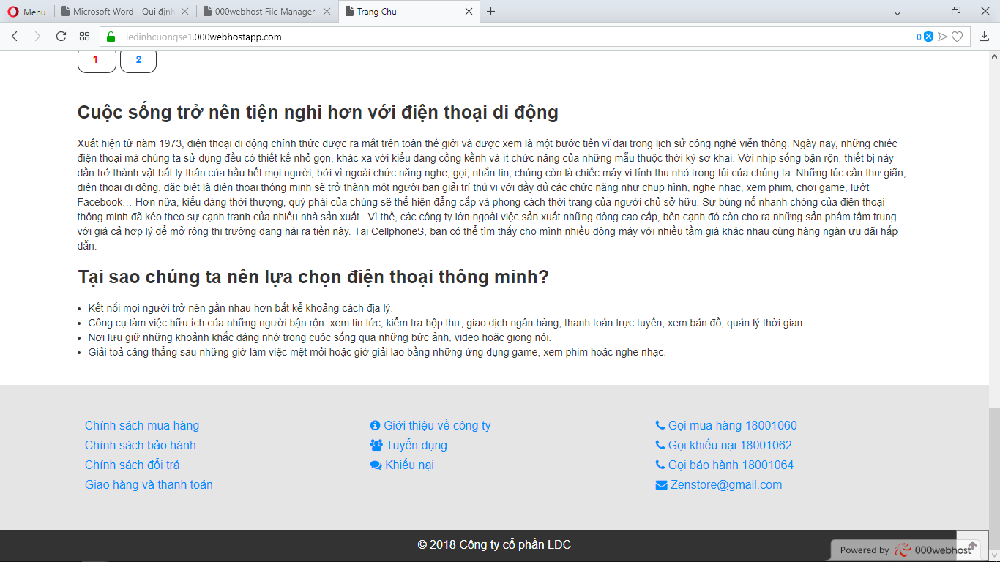 Menu
Microsoft Word - Qui định
000webhost File Manager
Trang Chu
ledinhcuongse1.000webhostapp.com
0
1 2
Cuộc sống trở nên tiện nghi hơn với điện thoại di động
Xuất hiện từ năm 1973, điện thoại di động chính thức được ra mắt trên toàn thế giới và được xem là một bước tiến vĩ đại trong lịch sử công nghệ viễn thông. Ngày nay, những chiếc
điện thoại mà chúng ta sử dụng đều có thiết kế nhỏ gọn, khác xa với kiểu dáng cồng kềnh và ít chức năng của những mẫu thuộc thời kỳ sơ khai. Với nhịp sống bận rộn, thiết bị này
dần trở thành vật bất ly thân của hầu hết mọi người, bởi vì ngoài chức năng nghe, gọi, nhắn tin, chúng còn là chiếc máy vi tính thu nhỏ trong túi của chúng ta. Những lúc cần thư giãn,
điện thoại di động, đặc biệt là điện thoại thông minh sẽ trở thành một người bạn giải trí thú vị với đầy đủ các chức năng như chụp hình, nghe nhạc, xem phim, chơi game, lướt
Facebook… Hơn nữa, kiểu dáng thời thượng, quý phái của chúng sẽ thể hiện đẳng cấp và phong cách thời trang của người chủ sở hữu. Sự bùng nổ nhanh chóng của điện thoại
thông minh đã kéo theo sự cạnh tranh của nhiều nhà sản xuất . Vì thế, các công ty lớn ngoài việc sản xuất những dòng cao cấp, bên cạnh đó còn cho ra những sản phẩm tầm trung
với giá cả hợp lý để mở rộng thị trường đang hái ra tiền này. Tại CellphoneS, bạn có thể tìm thấy cho mình nhiều dòng máy với nhiều tầm giá khác nhau cùng hàng ngàn ưu đãi hấp
dẫn.
Tại sao chúng ta nên lựa chọn điện thoại thông minh?
• Kết nối mọi người trở nên gần nhau hơn bất kể khoảng cách địa lý.
• Công cụ làm việc hữu ích của những người bận rộn: xem tin tức, kiểm tra hộp thư, giao dịch ngân hàng, thanh toán trực tuyến, xem bản đồ, quản lý thời gian…
• Nơi lưu giữ những khoảnh khắc đáng nhớ trong cuộc sống qua những bức ảnh, video hoặc giọng nói.
• Giải toả căng thẳng sau những giờ làm việc mệt mỏi hoặc giờ giải lao bằng những ứng dụng game, xem phim hoặc nghe nhạc.
Chính sách mua hàng
Chính sách bảo hành
Chính sách đổi trả
Giao hàng và thanh toán
Giới thiệu về công ty
Tuyển dụng
Khiếu nại
Gọi mua hàng 18001060
Gọi khiếu nại 18001062
Gọi bảo hành 18001064
Zenstore@gmail.com
© 2018 Công ty cổ phần LDC
Powered by 000webhost